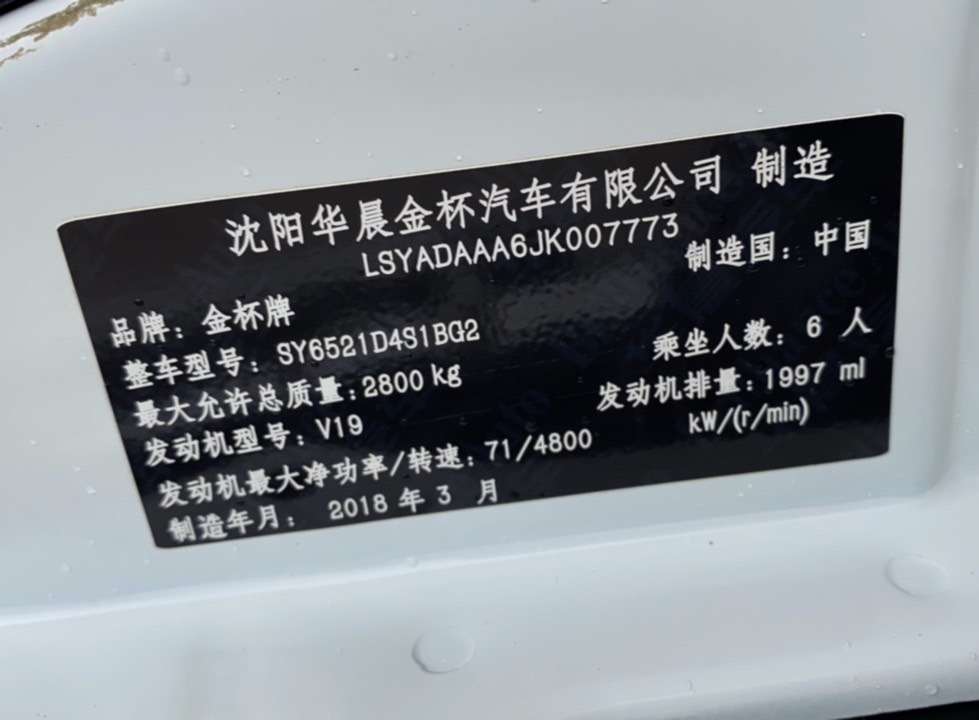 沈阳华晨金杯汽车有限公司 制造
LSYADAAA6JK007773
制造国：中国
品牌：金杯牌
整车型号：SY6521D4S1BG2
乘坐人数：6 人
最大允许总质量：2800 kg
发动机排量：1997 ml
发动机型号：V19
发动机最大净功率/转速：71/4800 kW/(r/min)
制造年月：2018 年 3 月